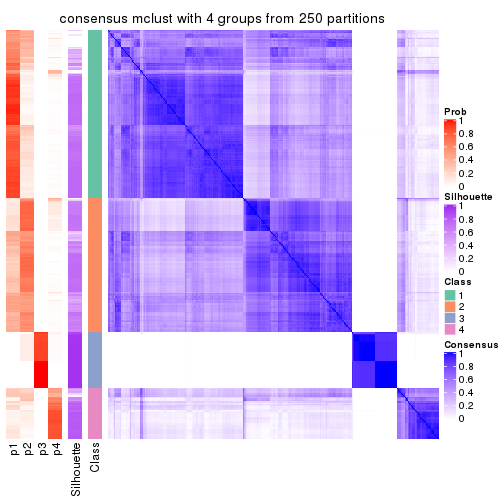 consensus mclust with 4 groups from 250 partitions
Prob
1
0.8
0.6
0.4
0.2
0
Silhouette
1
0.8
0.6
0.4
0.2
0
Class
1
2
3
4
Consensus
1
0.8
0.6
0.4
0.2
0
p1
p2
p3
p4
Silhouette
Class